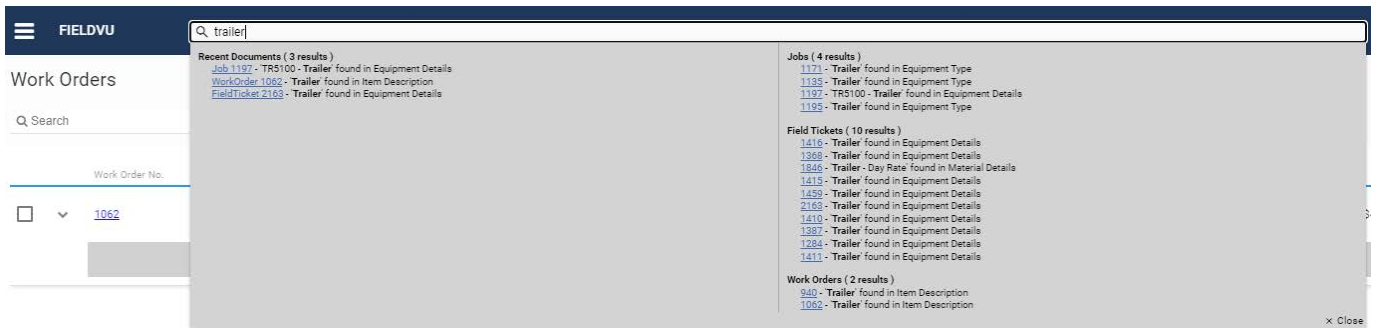 FIELDVU
trailer
Work Orders
Search
Work Order No.
1062
Recent Documents ( 3 results )
Job 1197 - 'TR5100 - Trailer' found in Equipment Details
WorkOrder 1062 - 'Trailer' found in Item Description
FieldTicket 2163 - 'Trailer' found in Equipment Details
Jobs ( 4 results )
1171 - 'Trailer' found in Equipment Type
1135 - 'Trailer' found in Equipment Type
1197 - 'TR5100 - Trailer' found in Equipment Details
1195 - 'Trailer' found in Equipment Type
Field Tickets ( 10 results )
1416 - 'Trailer' found in Equipment Details
1368 - 'Trailer' found in Equipment Details
1846 - 'Trailer - Day Rate' found in Material Details
1415 - 'Trailer' found in Equipment Details
1459 - 'Trailer' found in Equipment Details
2163 - 'Trailer' found in Equipment Details
1410 - 'Trailer' found in Equipment Details
1387 - 'Trailer' found in Equipment Details
1284 - 'Trailer' found in Equipment Details
1411 - 'Trailer' found in Equipment Details
Work Orders ( 2 results )
940 - 'Trailer' found in Item Description
1062 - 'Trailer' found in Item Description
× Close